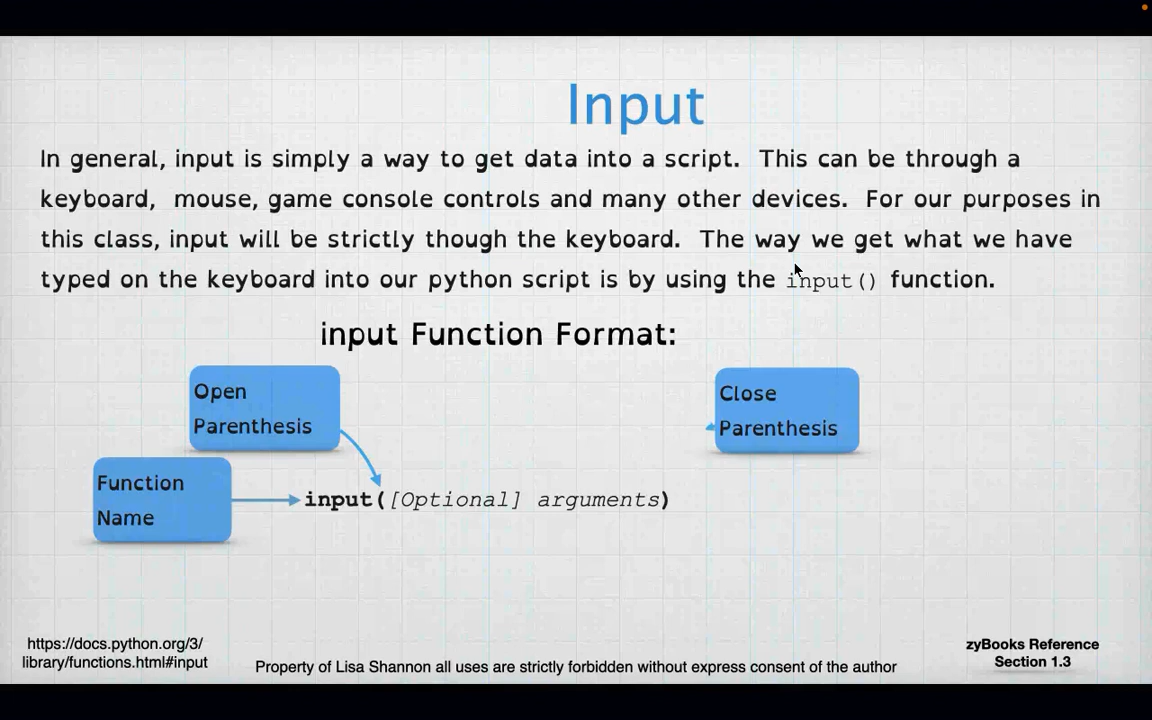 Input
In general, input is simply a way to get data into a script.  This can be through a
keyboard,  mouse, game console controls and many other devices.  For our purposes in
this class, input will be strictly though the keyboard.  The way we get what we have
typed on the keyboard into our python script is by using the input() function.
input Function Format:
Open
Parenthesis
Close
Parenthesis
Function
Name
input([Optional] arguments)
https://docs.python.org/3/
library/functions.html#input
Property of Lisa Shannon all uses are strictly forbidden without express consent of the author
zyBooks Reference
Section 1.3